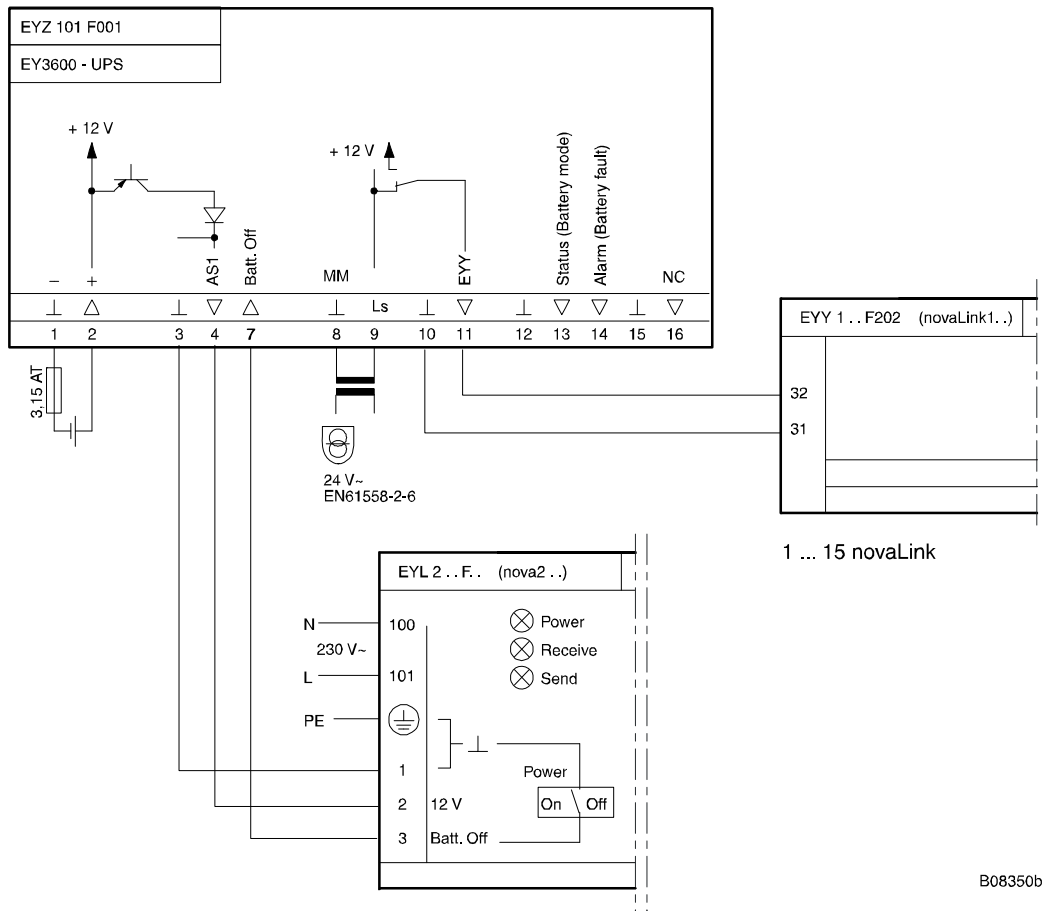 EYZ 101 F001
EY3600 - UPS
+ 12 V
+ 12 V
– + AS1 Batt. Off MM EYY Status (Battery mode) Alarm (Battery fault) NC
Ls
1 2 3 4 7 8 9 10 11 12 13 14 15 16
3,15 AT
24 V~
EN61558-2-6
EYY 1 . . F202 (novaLink1. .)
32
31
1 ... 15 novaLink
EYL 2 . . F. . (nova2 . .)
N 100
230 V~
L 101
PE
Power
Receive
Send
1
Power
2 12 V On Off
3 Batt. Off
B08350b